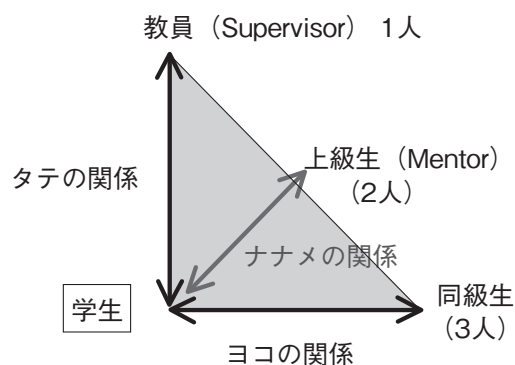 教員（Supervisor） 1人
上級生（Mentor）
（2人）
タテの関係
ナナメの関係
学生
同級生
（3人）
ヨコの関係